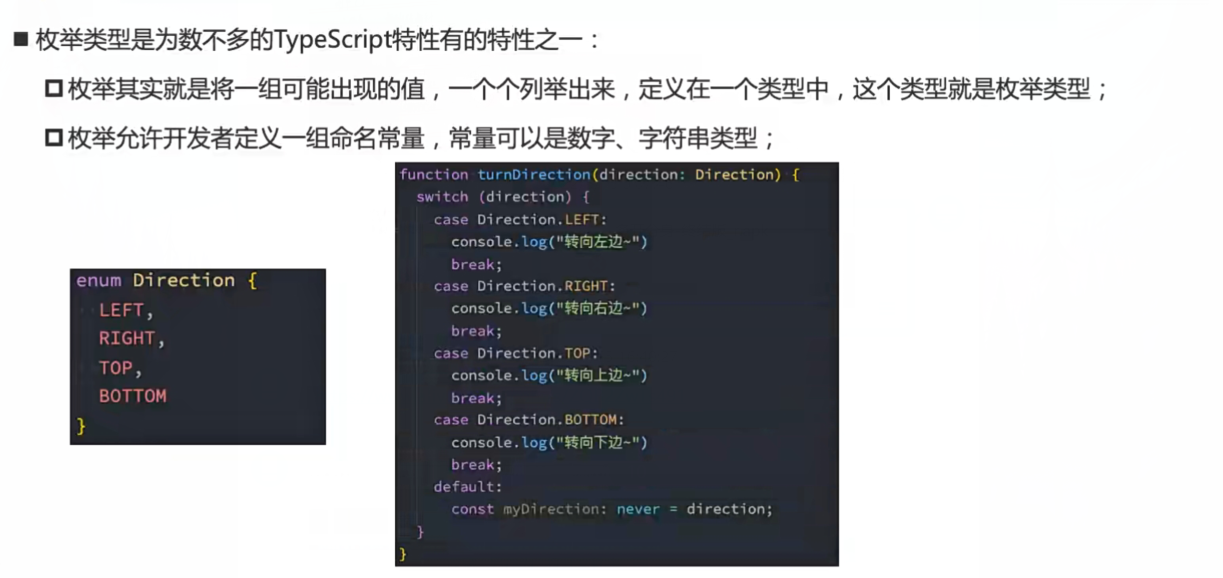 ■ 枚举类型是为数不多的TypeScript特性有的特性之一：
枚举其实就是将一组可能出现的值，一个个列举出来，定义在一个类型中，这个类型就是枚举类型；
枚举允许开发者定义一组命名常量，常量可以是数字、字符串类型；
enum Direction {
  LEFT,
  RIGHT,
  TOP,
  BOTTOM
}
function turnDirection(direction: Direction) {
  switch (direction) {
    case Direction.LEFT:
      console.log("转向左边~")
      break;
    case Direction.RIGHT:
      console.log("转向右边~")
      break;
    case Direction.TOP:
      console.log("转向上边~")
      break;
    case Direction.BOTTOM:
      console.log("转向下边~")
      break;
    default:
      const myDirection: never = direction;
  }
}